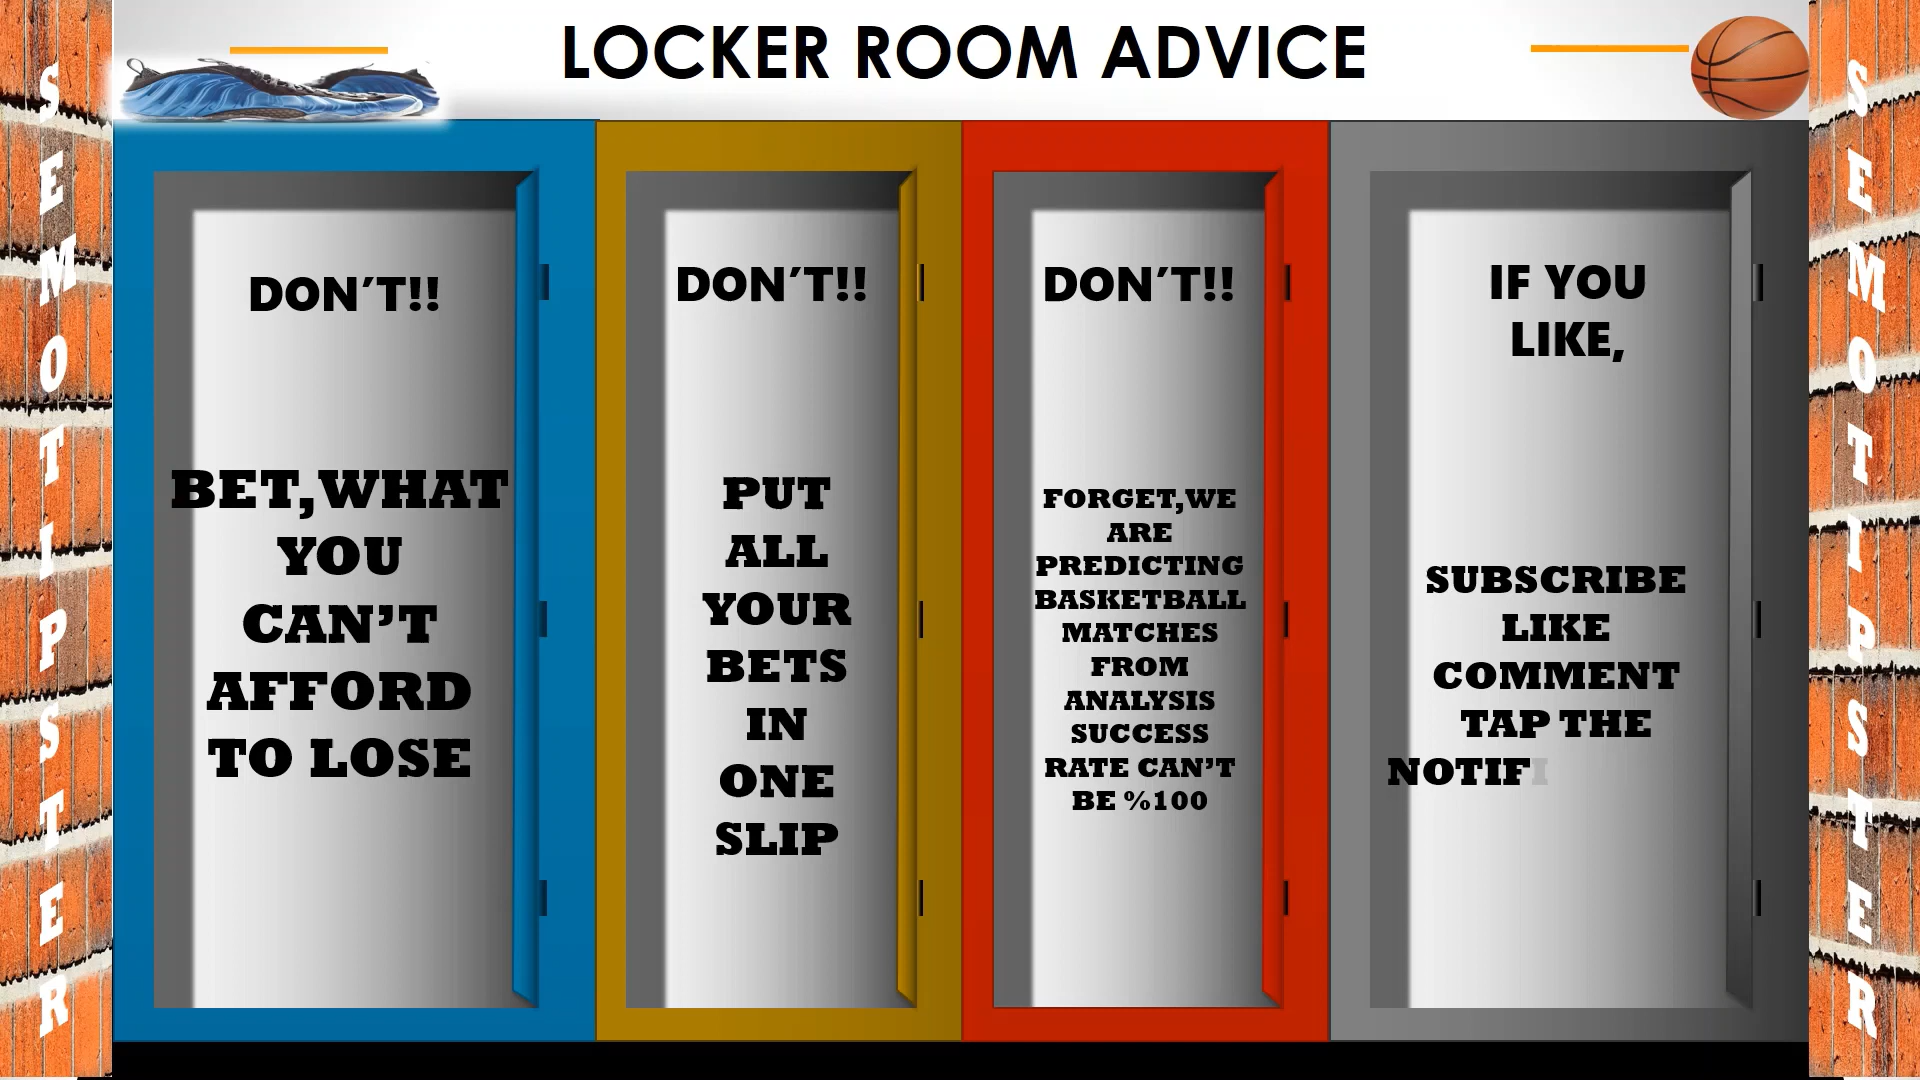 LOCKER ROOM ADVICE
SEMOTIPSTER
DON'T!!
BET,WHAT
YOU
CAN'T
AFFORD
TO LOSE
DON'T!!
PUT
ALL
YOUR
BETS
IN
ONE
SLIP
DON'T!!
FORGET,WE
ARE
PREDICTING
BASKETBALL
MATCHES
FROM
ANALYSIS
SUCCESS
RATE CAN'T
BE %100
IF YOU
LIKE,
SUBSCRIBE
LIKE
COMMENT
TAP THE
NOTIFI
SEMOTIPSTER